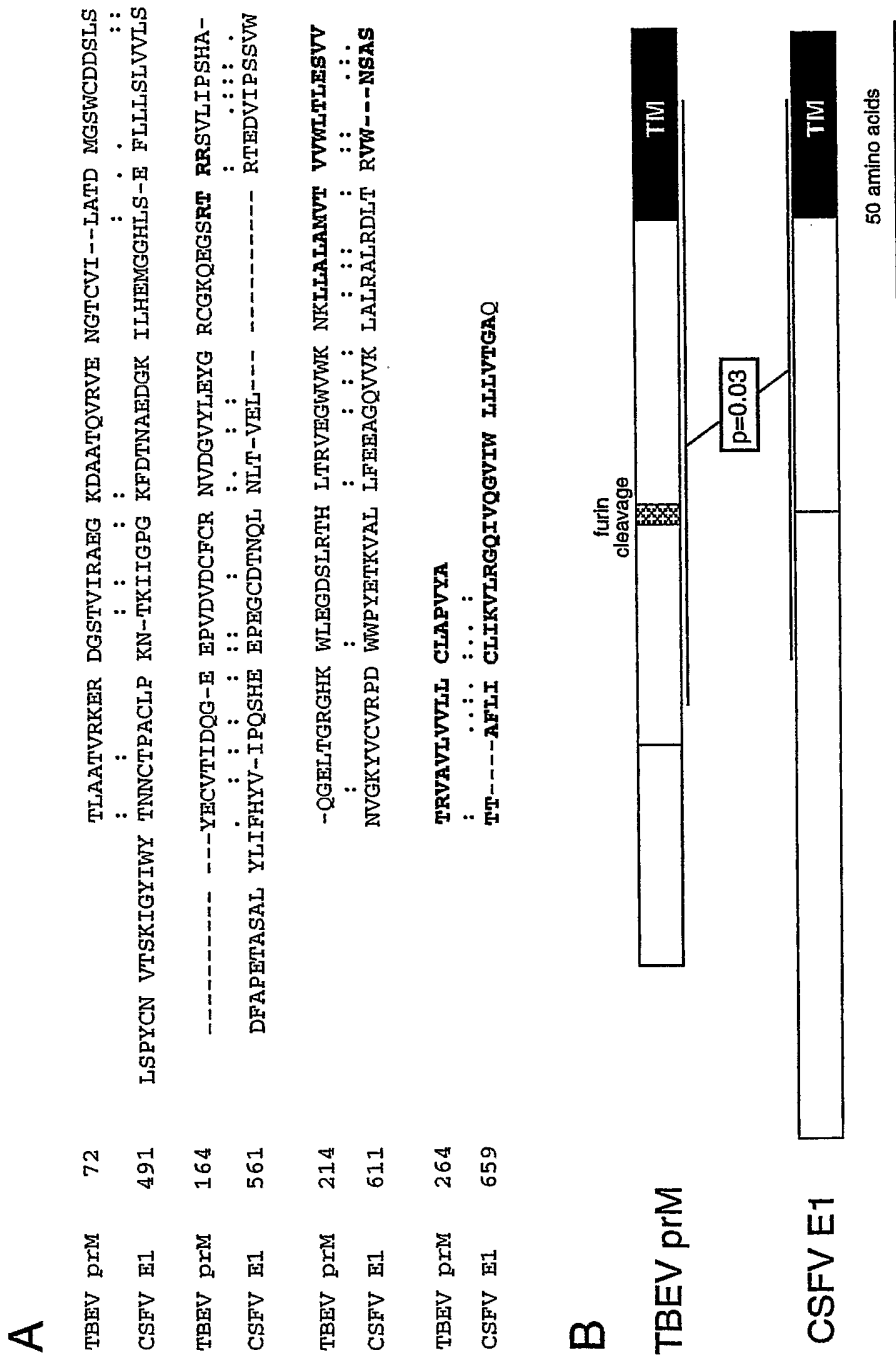 A
TBEV prM 72 TLAATVRKER DGSTVIRAEG KDAATQVRVE NGTCVI--LATD MGSWCDDSLS
: : : : : : : : . . ::
CSFV E1 491 LSPYCN VTSKIGYIWY TNNCTPACLP KN-TKIIGPG KFDTNAEDGK ILHEMGGHLS-E FLLLSLVVLS
TBEV prM 164 ---------- ---YECVTIDQG-E EPVDVDCFCR NVDGVYLEYG RCGKQEGSRT RRSVLIPSHA-
. : : : : :: : :. : : : .:::: .
CSFV E1 561 DFAPETASAL YLIFHYV-IPQSHE EPEGCDTNQL NLT-VEL--- ---------- RTEDVIPSSVW
TBEV prM 214 -QGELTGRGHK WLEGDSLRTH LTRVEGWVWK NKLLALAMVT VVWLTLESVV
: : : : : : : :: : :: .:.
CSFV E1 611 NVGKYVCVRPD WWPYETKVAL LFEEAGQVVK LALRALRDLT RVW---NSAS
TBEV prM 264 TRVAVLVVLL CLAPVYA
: ..:. :... :
CSFV E1 659 TT----AFLI CLIKVLRGQIVQGVIW LLLVTGAQ
B
TBEV prM
furin
cleavage
TM
p=0.03
CSFV E1
TM
50 amino acids